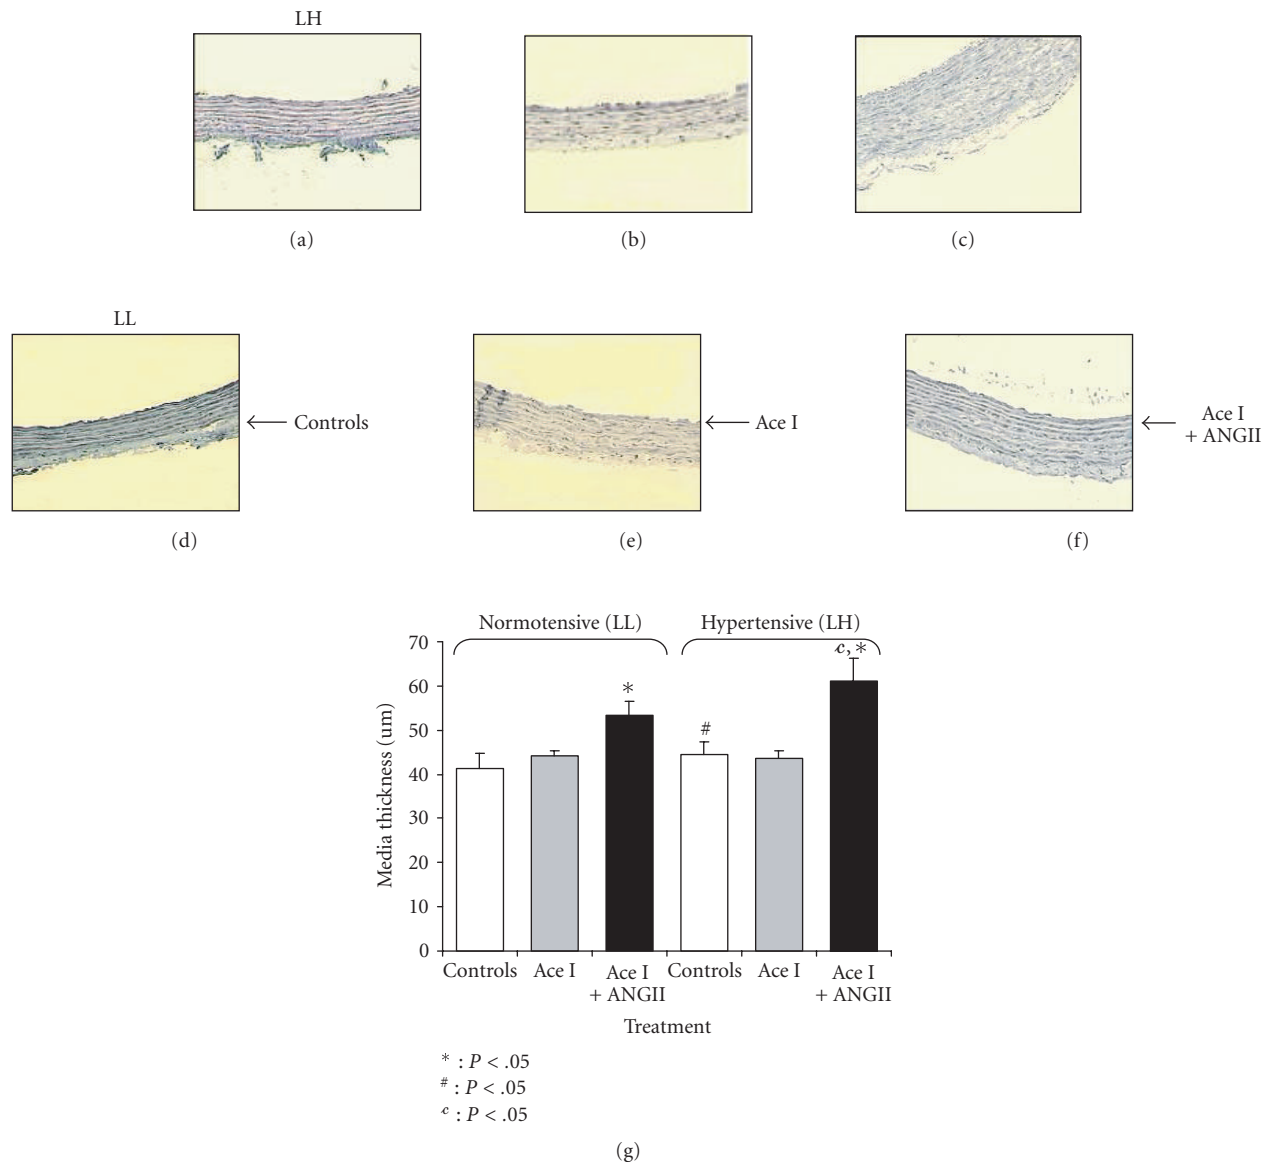 LH
(a)
(b)
(c)
LL
← Controls
← Ace I
← Ace I
+ ANGII
(d)
(e)
(f)
Normotensive (LL)
Hypertensive (LH)
70
60
50
40
30
20
10
0
Media thickness (um)
*
#
c, *
Controls
Ace I
Ace I
+ ANGII
Controls
Ace I
Ace I
+ ANGII
Treatment
* : P < .05
# : P < .05
c : P < .05
(g)